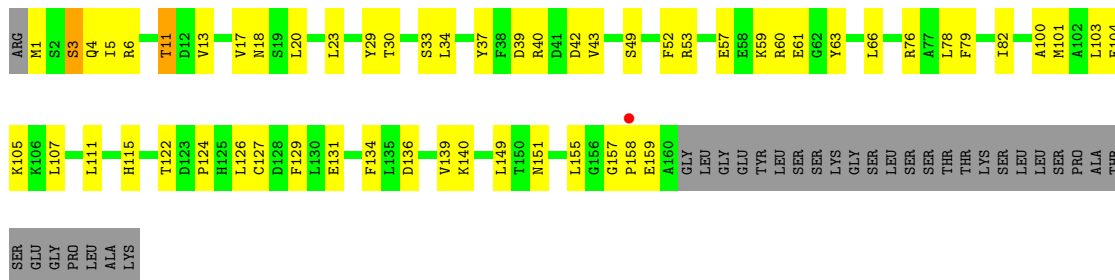 ARG M1 S2 S3 Q4 I5 R6 T11 D12 V13 V17 N18 S19 L20 L23 Y29 T30 S33 L34 Y37 F38 D39 R40 D41 D42 V43 S49 F52 R53 E57 E58 K59 R60 E61 G62 Y63 L66 R76 A77 L78 F79 I82 A100 M101 A102 L103
K105 K106 L107 L111 H115 T122 D123 P124 H125 L126 C127 D128 F129 L130 E131 F134 L135 D136 V139 K140 L149 T150 N151 L155 G156 G157 P158 E159 A160 GLY LEU GLY GLU TYR LEU SER SER LYS GLY SER LEU SER SER THR THR LYS SER LEU LEU SER PRO ALA THR
SER GLU GLY PRO LEU ALA LYS